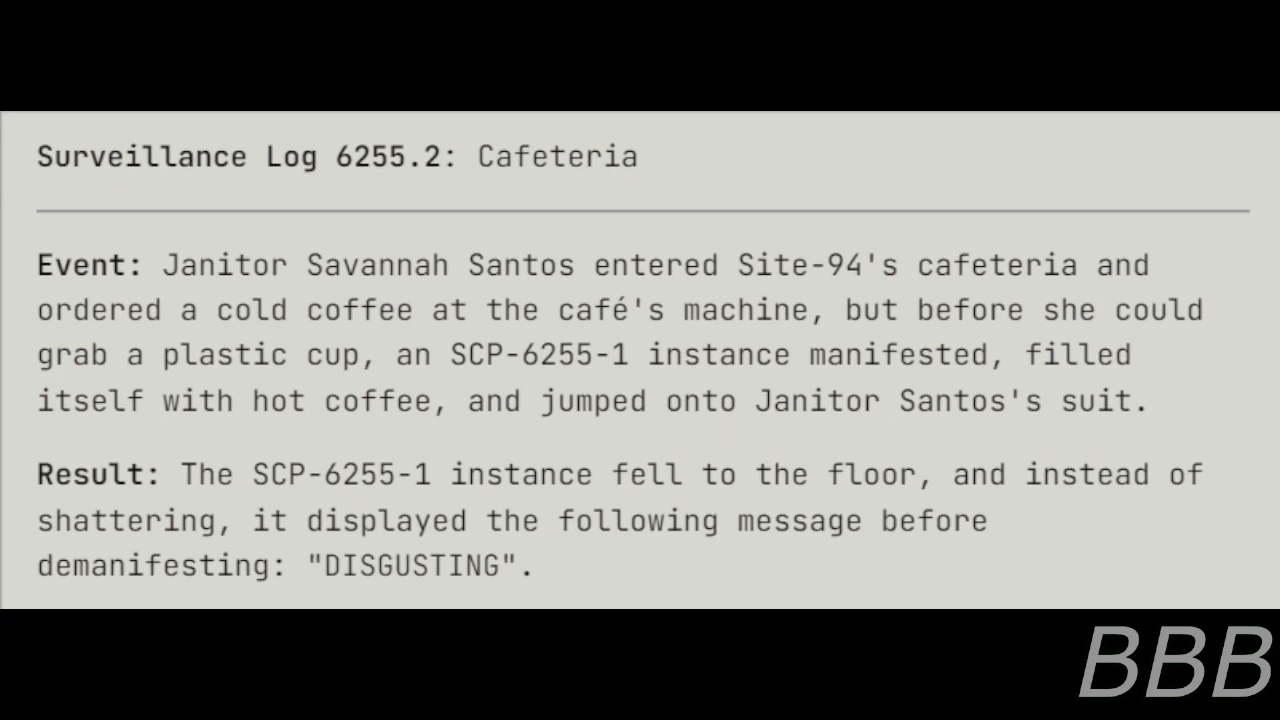 Surveillance Log 6255.2: Cafeteria
Event: Janitor Savannah Santos entered Site-94's cafeteria and
ordered a cold coffee at the café's machine, but before she could
grab a plastic cup, an SCP-6255-1 instance manifested, filled
itself with hot coffee, and jumped onto Janitor Santos's suit.
Result: The SCP-6255-1 instance fell to the floor, and instead of
shattering, it displayed the following message before
demanifesting: "DISGUSTING".
BBB